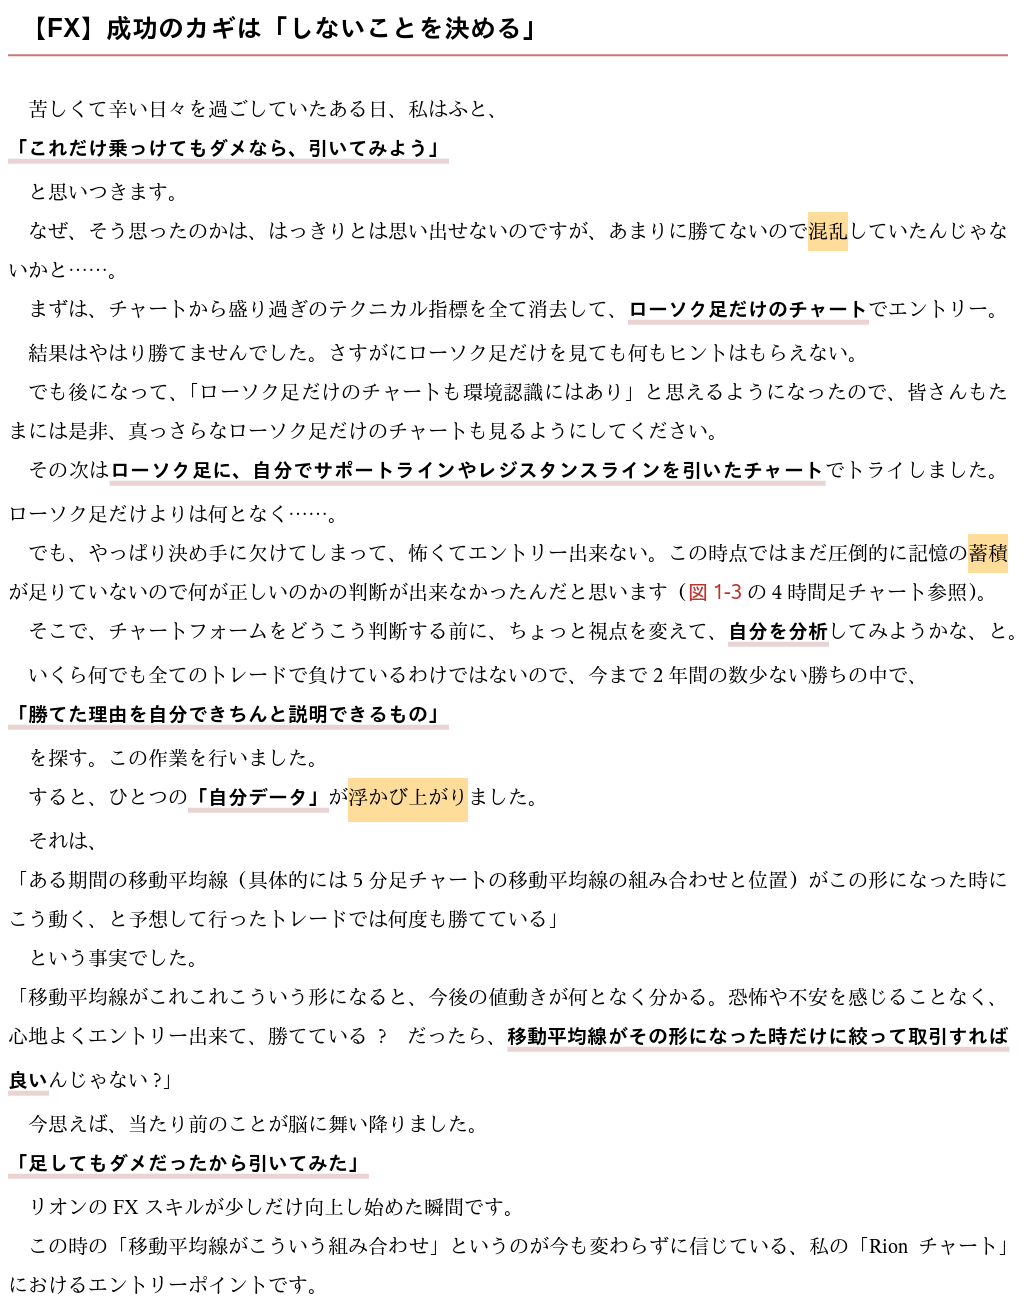 【FX】成功のカギは「しないことを決める」
苦しくて辛い日々を過ごしていたある日、私はふと、
「これだけ乗っけてもダメなら、引いてみよう」
と思いつきます。
なぜ、そう思ったのかは、はっきりとは思い出せないのですが、あまりに勝てないので混乱していたんじゃな
いかと……。
まずは、チャートから盛り過ぎのテクニカル指標を全て消去して、ローソク足だけのチャートでエントリー。
結果はやはり勝てませんでした。さすがにローソク足だけを見ても何もヒントはもらえない。
でも後になって、「ローソク足だけのチャートも環境認識にはあり」と思えるようになったので、皆さんもた
まには是非、真っさらなローソク足だけのチャートも見るようにしてください。
その次はローソク足に、自分でサポートラインやレジスタンスラインを引いたチャートでトライしました。
ローソク足だけよりは何となく……。
でも、やっぱり決め手に欠けてしまって、怖くてエントリー出来ない。この時点ではまだ圧倒的に記憶の蓄積
が足りていないので何が正しいのかの判断が出来なかったんだと思います（図 1-3 の 4 時間足チャート参照）。
そこで、チャートフォームをどうこう判断する前に、ちょっと視点を変えて、自分を分析してみようかな、と。
いくら何でも全てのトレードで負けているわけではないので、今まで 2 年間の数少ない勝ちの中で、
「勝てた理由を自分できちんと説明できるもの」
を探す。この作業を行いました。
すると、ひとつの「自分データ」が浮かび上がりました。
それは、
「ある期間の移動平均線（具体的には 5 分足チャートの移動平均線の組み合わせと位置）がこの形になった時に
こう動く、と予想して行ったトレードでは何度も勝てている」
という事実でした。
「移動平均線がこれこれこういう形になると、今後の値動きが何となく分かる。恐怖や不安を感じることなく、
心地よくエントリー出来て、勝てている ？　だったら、移動平均線がその形になった時だけに絞って取引すれば
良いんじゃない ?」
今思えば、当たり前のことが脳に舞い降りました。
「足してもダメだったから引いてみた」
リオンの FX スキルが少しだけ向上し始めた瞬間です。
この時の「移動平均線がこういう組み合わせ」というのが今も変わらずに信じている、私の「Rion チャート」
におけるエントリーポイントです。